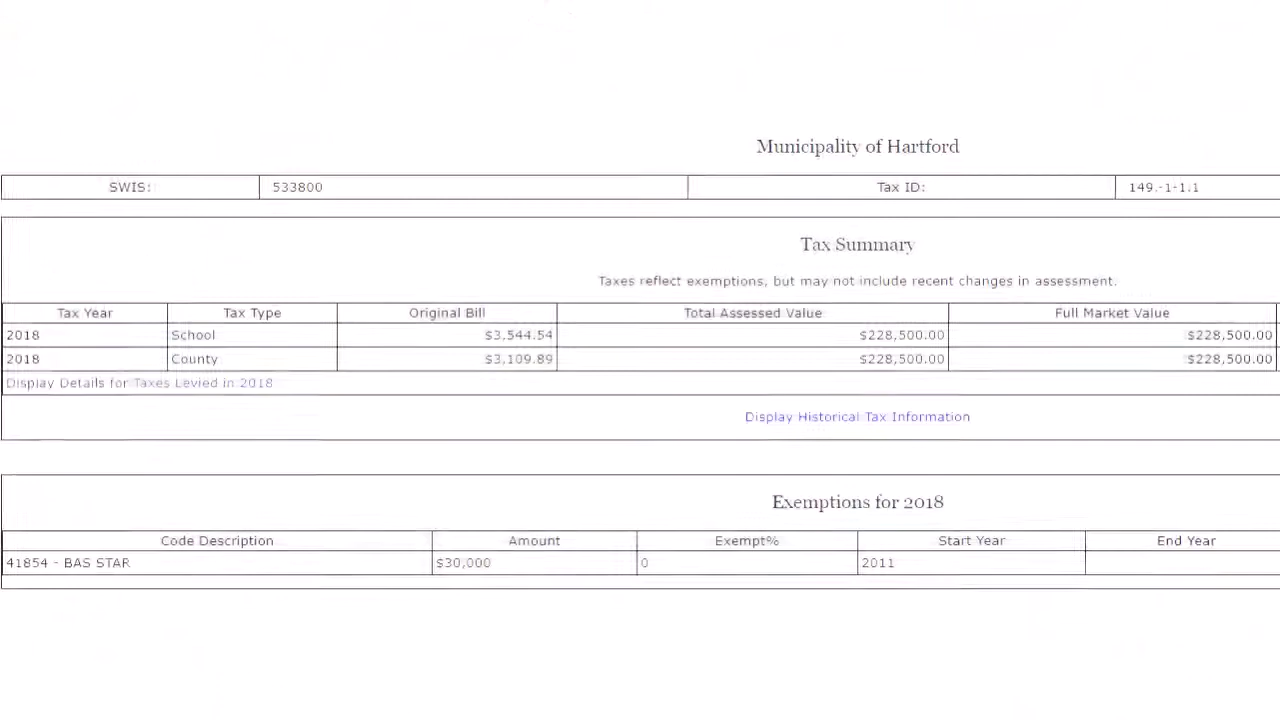 Municipality of Hartford
SWIS: 533800 Tax ID: 149.-1-1.1
Tax Summary
Taxes reflect exemptions, but may not include recent changes in assessment.
Tax Year Tax Type Original Bill Total Assessed Value Full Market Value
2018 School $3,544.54 $228,500.00 $228,500.00
2018 County $3,109.89 $228,500.00 $228,500.00
Display Details for Taxes Levied in 2018
Display Historical Tax Information
Exemptions for 2018
Code Description Amount Exempt% Start Year End Year
41854 - BAS STAR $30,000 0 2011